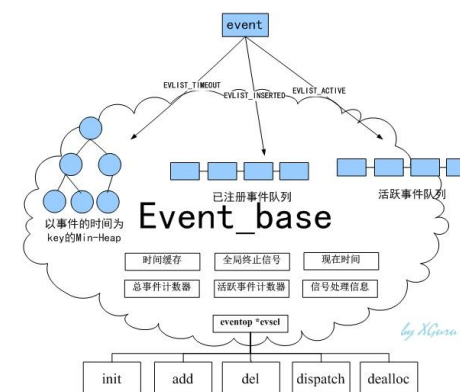 event
EVLIST_TIMEOUT
EVLIST_INSERTED
EVLIST_ACTIVE
已注册事件队列
活跃事件队列
以事件的时间为
key的Min-Heap
Event_base
时间缓存
全局终止信号
现在时间
总事件计数器
活跃事件计数器
信号处理信息
eventop *evsel
by XGuru
init
add
del
dispatch
dealloc